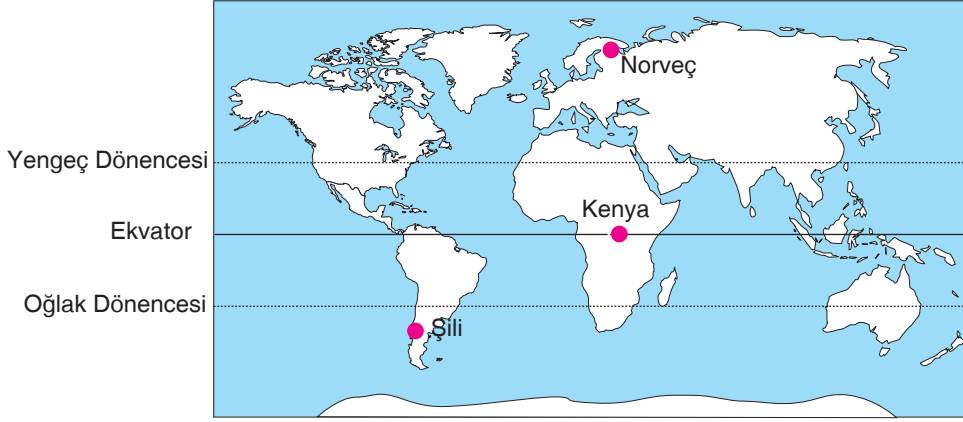 Norveç
Yengeç Dönencesi
Kenya
Ekvator
Oğlak Dönencesi
Şili